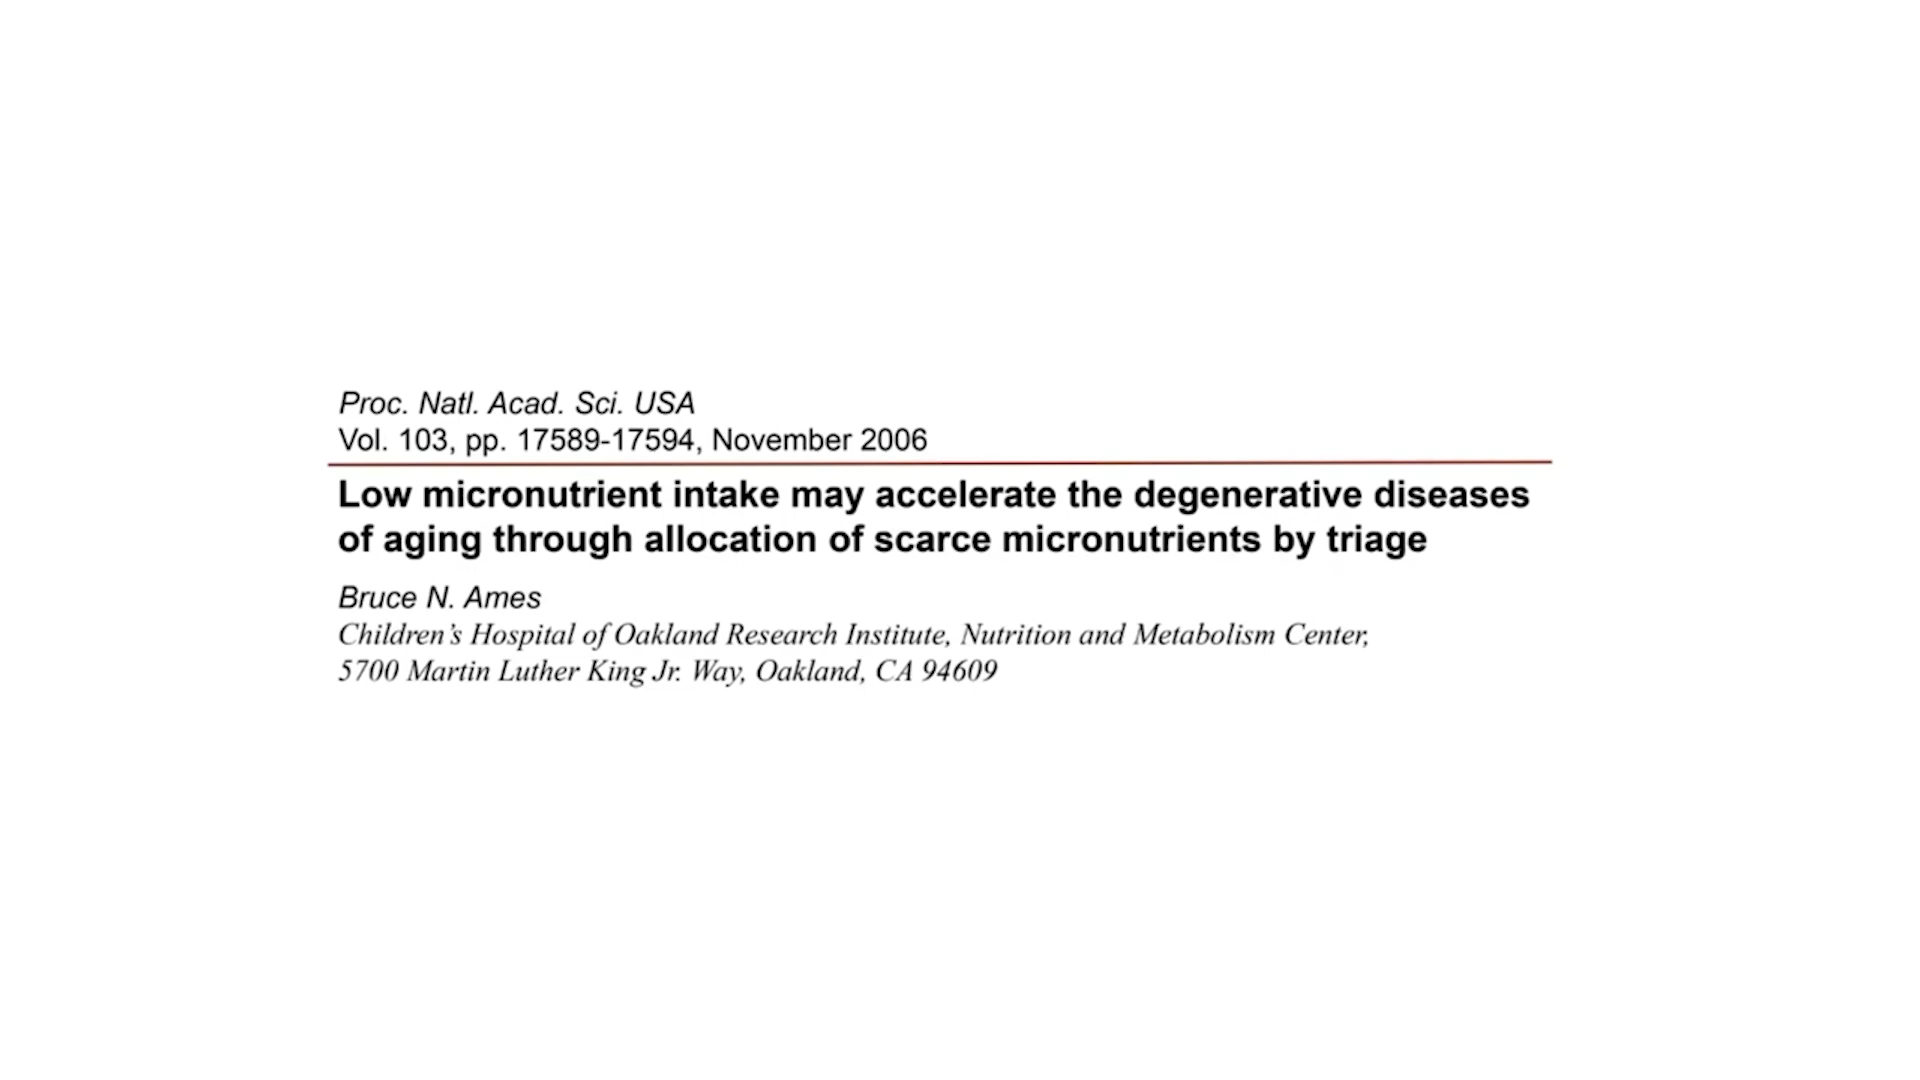 Proc. Natl. Acad. Sci. USA
Vol. 103, pp. 17589-17594, November 2006
Low micronutrient intake may accelerate the degenerative diseases
of aging through allocation of scarce micronutrients by triage
Bruce N. Ames
Children’s Hospital of Oakland Research Institute, Nutrition and Metabolism Center,
5700 Martin Luther King Jr. Way, Oakland, CA 94609